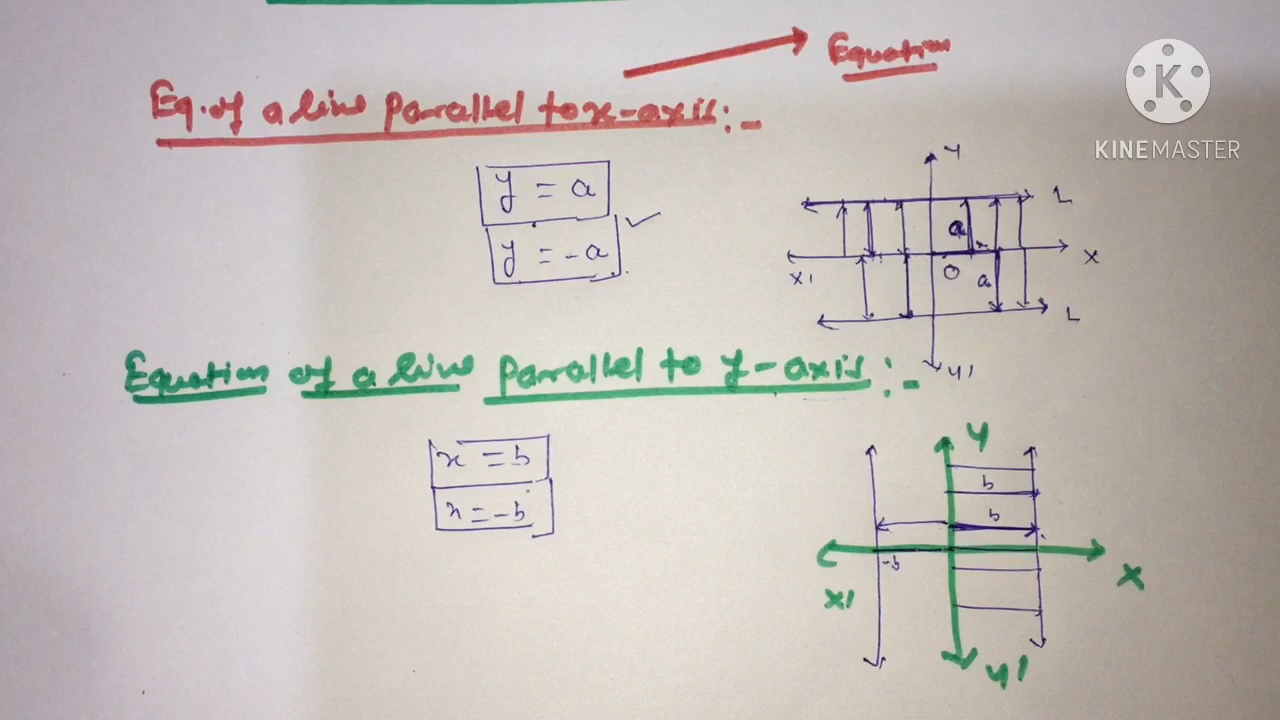 Equation
Eq. of a line parallel to x-axis:-
K
KINEMASTER
y = a
y = -a
Y
L
a
X1
O
a
X
L
y1
Equation of a line parallel to y-axis:-
x = b
x = -b
Y
b
b
-b
X1
X
y1